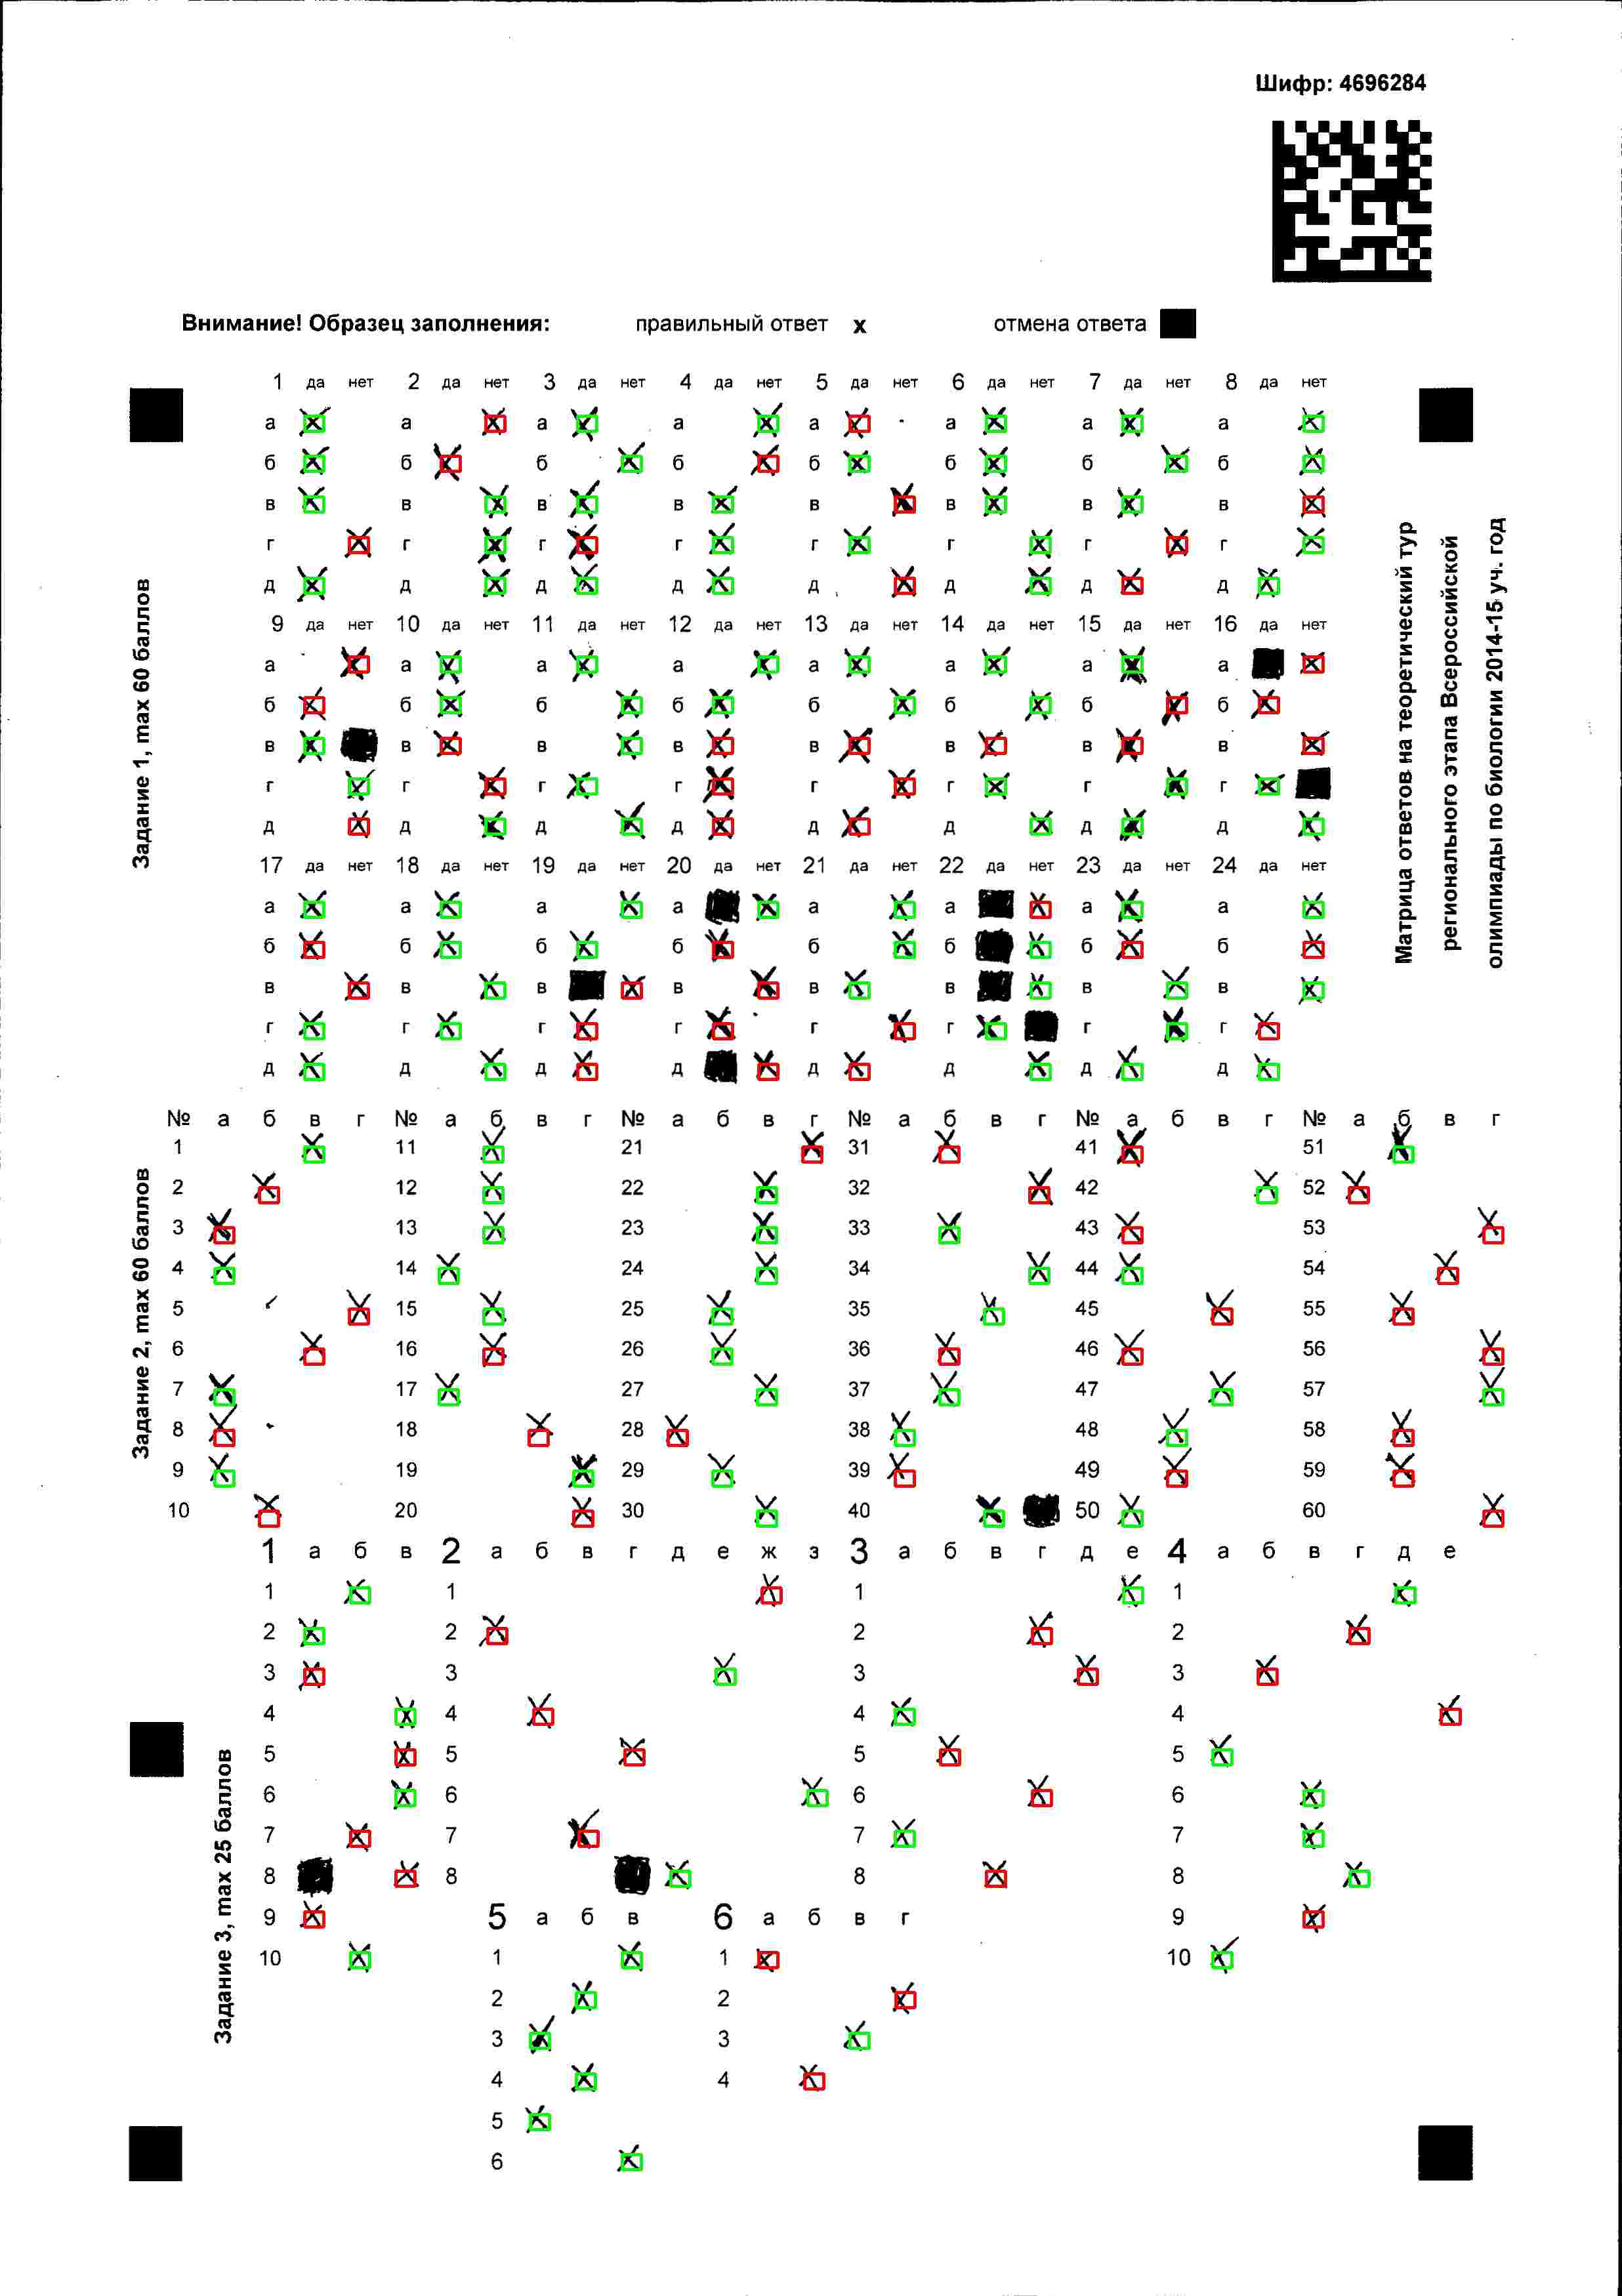 Шифр: 4696284
Внимание! Образец заполнения: правильный ответ x отмена ответа
Матрица ответов на теоретический тур
регионального этапа Всероссийской
олимпиады по биологии 2014-15 уч. год
Задание 1, max 60 баллов
1 да нет 2 да нет 3 да нет 4 да нет 5 да нет 6 да нет 7 да нет 8 да нет
а а а а а а а а
б б б б б б б б
в в в в в в в в
г г г г г г г г
д д д д д д д д
9 да нет 10 да нет 11 да нет 12 да нет 13 да нет 14 да нет 15 да нет 16 да нет
а а а а а а а а
б б б б б б б б
в в в в в в в в
г г г г г г г г
д д д д д д д д
17 да нет 18 да нет 19 да нет 20 да нет 21 да нет 22 да нет 23 да нет 24 да нет
а а а а а а а а
б б б б б б б б
в в в в в в в в
г г г г г г г г
д д д д д д д д
Задание 2, max 60 баллов
№ а б в г № а б в г № а б в г № а б в г № а б в г № а б в г
1 11 21 31 41 51
2 12 22 32 42 52
3 13 23 33 43 53
4 14 24 34 44 54
5 15 25 35 45 55
6 16 26 36 46 56
7 17 27 37 47 57
8 18 28 38 48 58
9 19 29 39 49 59
10 20 30 40 50 60
Задание 3, max 25 баллов
1 а б в 2 а б в г д е ж з 3 а б в г д е 4 а б в г д е
1 1 1 1
2 2 2 2
3 3 3 3
4 4 4 4
5 5 5 5
6 6 6 6
7 7 7 7
8 8 8 8
9 5 а б в 6 а б в г 9
10 1 1 10
2 2
3 3
4 4
5
6